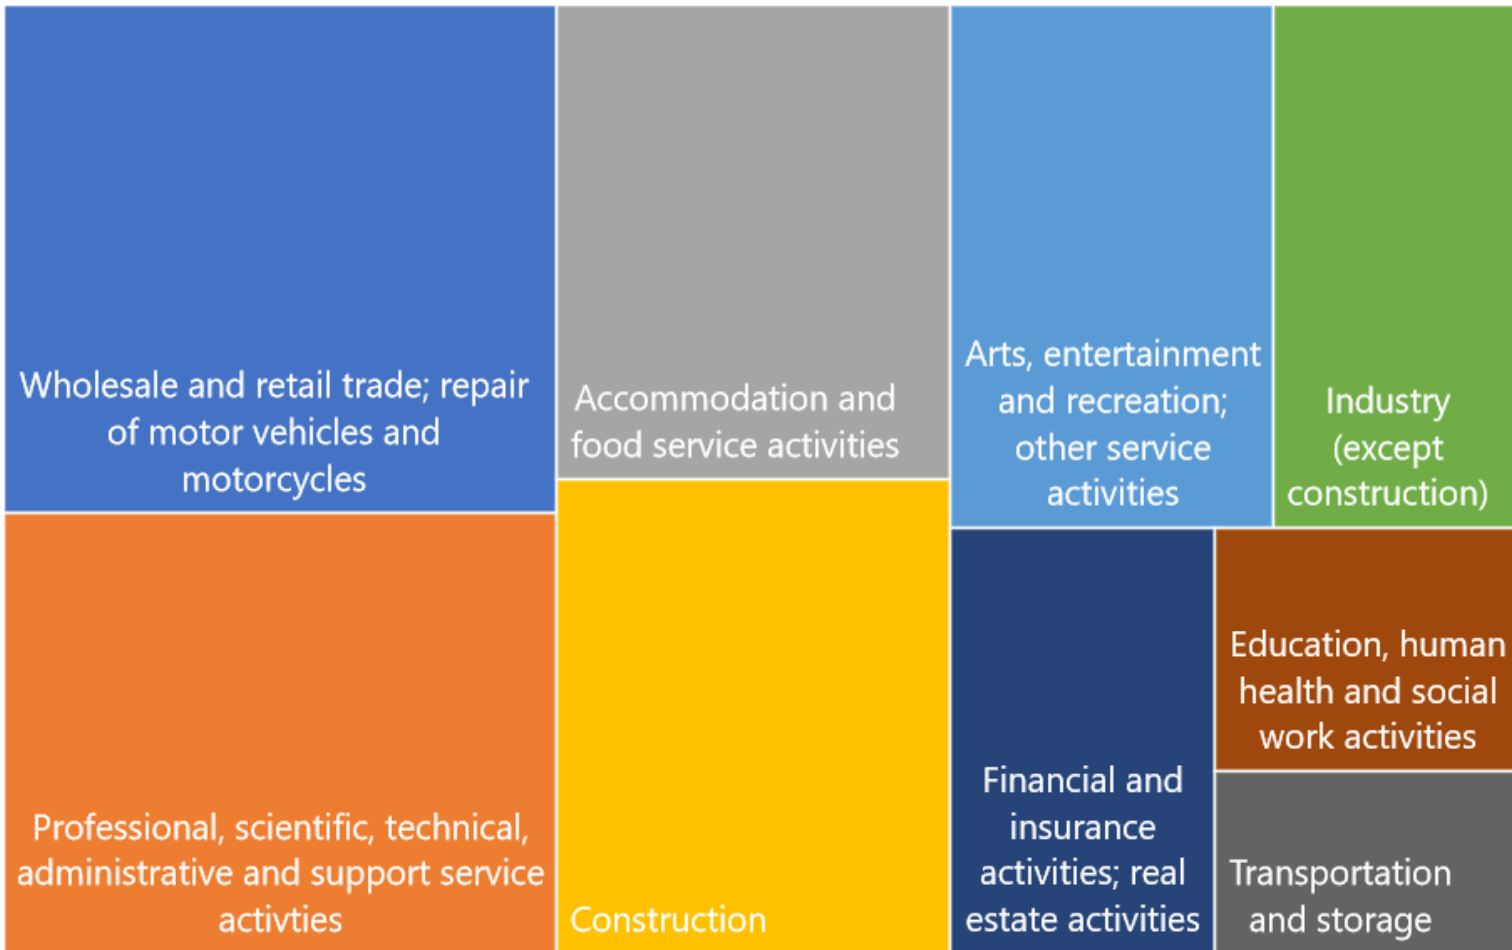 Wholesale and retail trade; repair
of motor vehicles and
motorcycles
Professional, scientific, technical,
administrative and support service
activties
Accommodation and
food service activities
Construction
Arts, entertainment
and recreation;
other service
activities
Industry
(except
construction)
Financial and
insurance
activities; real
estate activities
Education, human
health and social
work activities
Transportation
and storage